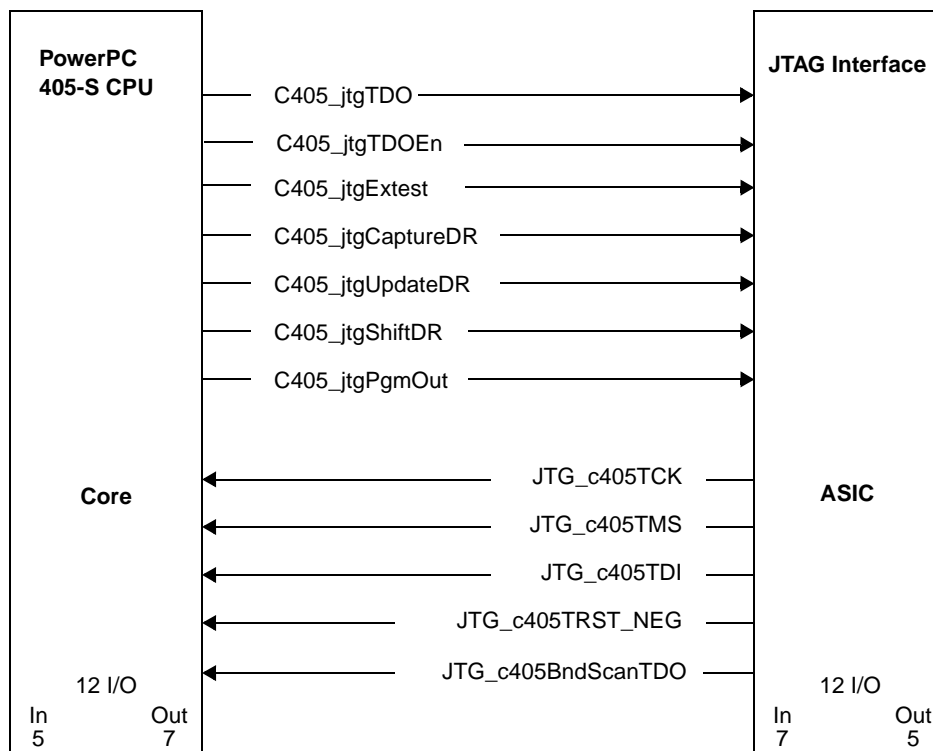 PowerPC
405-S CPU
JTAG Interface
C405_jtgTDO
C405_jtgTDOEn
C405_jtgExtest
C405_jtgCaptureDR
C405_jtgUpdateDR
C405_jtgShiftDR
C405_jtgPgmOut
JTG_c405TCK
Core
ASIC
JTG_c405TMS
JTG_c405TDI
JTG_c405TRST_NEG
JTG_c405BndScanTDO
12 I/O
In Out
5 7
12 I/O
In Out
7 5